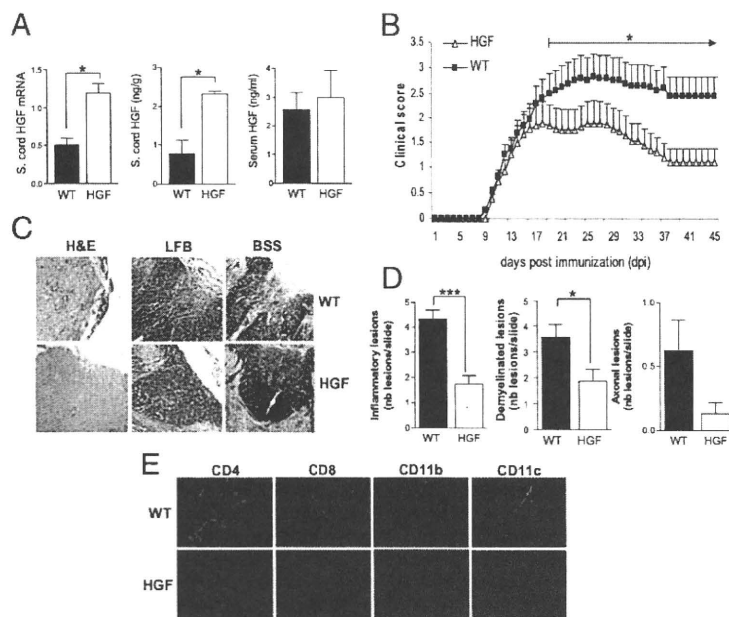 A
S. cord HGF mRNA
1.5
1.0
0.5
0.0
*
WT HGF
S. cord HGF (ng/g)
3
2
1
0
*
WT HGF
Serum HGF (ng/ml)
4
3
2
1
0
WT HGF
B
Clinical score
3.5
3
2.5
2
1.5
1
0.5
0
HGF
WT
*
1 5 9 13 17 21 25 29 33 37 41 45
days post immunization (dpi)
C
H&E LFB BSS
WT
HGF
D
Inflammatory lesions
(nb lesions/slide)
5
4
3
2
1
0
***
WT HGF
Demyelinated lesions
(nb lesions/slide)
5
4
3
2
1
0
*
WT HGF
Axonal lesions
(nb lesions/slide)
1.0
0.5
0.0
WT HGF
E
CD4 CD8 CD11b CD11c
WT
HGF